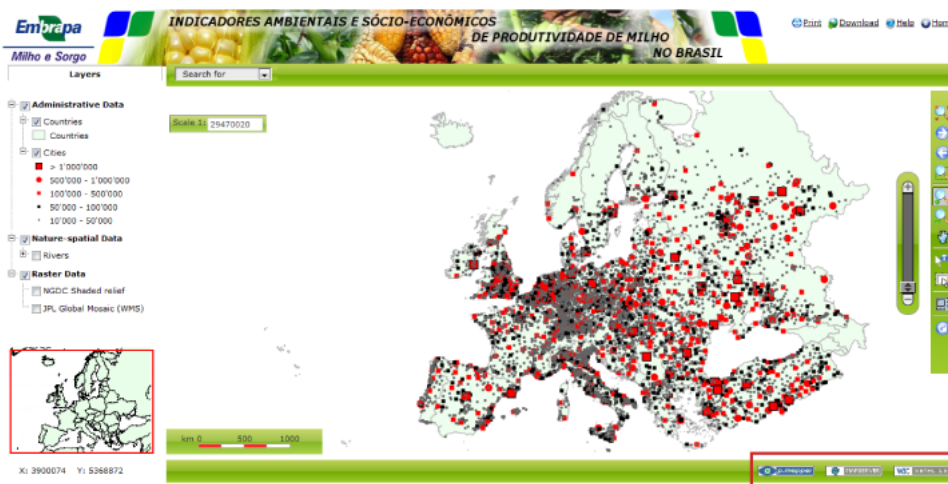 Embrapa
Milho e Sorgo
INDICADORES AMBIENTAIS E SÓCIO-ECONÔMICOS
DE PRODUTIVIDADE DE MILHO
NO BRASIL
Print Download Help
Layers
Search for
Administrative Data
Countries
Countries
Cities
> 1'000'000
500'000 - 1'000'000
100'000 - 500'000
50'000 - 100'000
10'000 - 50'000
Nature-spatial Data
Rivers
Raster Data
NGDC Shaded relief
JPL Global Mosaic (WMS)
Scale 1: 29470020
km 0 500 1000
X: 3900074 Y: 5368872
p.mapper MAPSERVER W3C